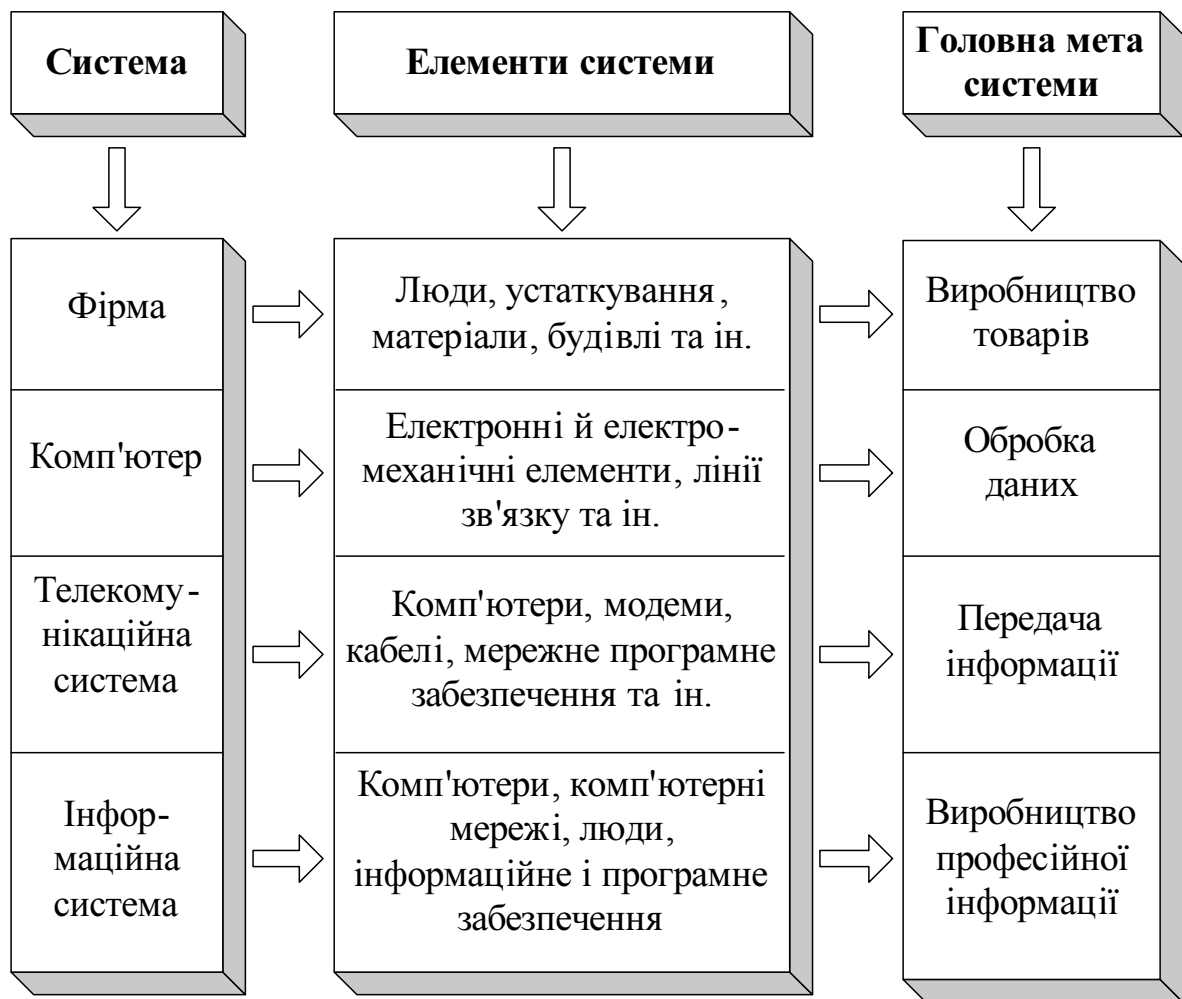 Система
Елементи системи
Головна мета
системи
Фірма
Люди, устаткування,
матеріали, будівлі та ін.
Виробництво
товарів
Комп'ютер
Електронні й електро-
механічні елементи, лінії
зв'язку та ін.
Обробка
даних
Телекому-
нікаційна
система
Комп'ютери, модеми,
кабелі, мережне програмне
забезпечення та ін.
Передача
інформації
Інфор-
маційна
система
Комп'ютери, комп'ютерні
мережі, люди,
інформаційне і програмне
забезпечення
Виробництво
професійної
інформації